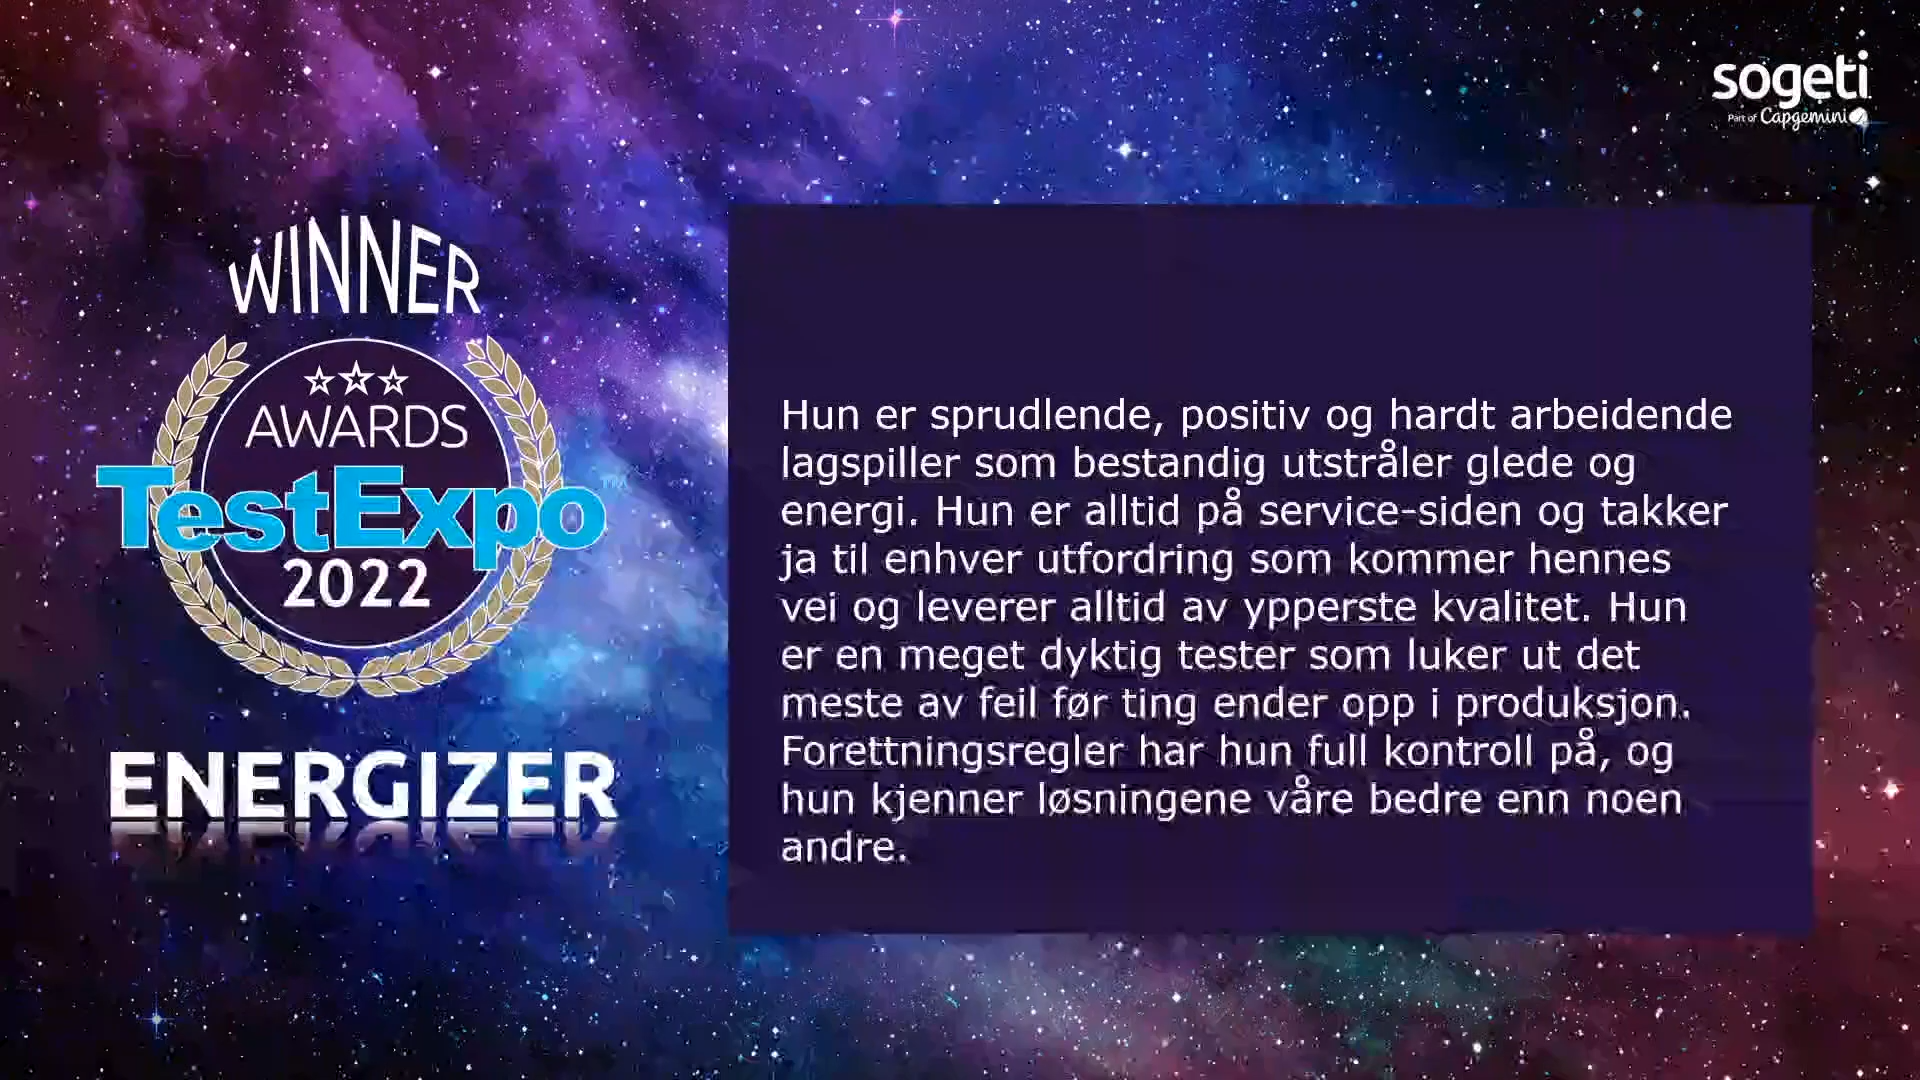 sogeti
Part of Capgemini
WINNER
AWARDS
TestExpo™
2022
ENERGIZER
Hun er sprudlende, positiv og hardt arbeidende
lagspiller som bestandig utstråler glede og
energi. Hun er alltid på service-siden og takker
ja til enhver utfordring som kommer hennes
vei og leverer alltid av ypperste kvalitet. Hun
er en meget dyktig tester som luker ut det
meste av feil før ting ender opp i produksjon.
Forettningsregler har hun full kontroll på, og
hun kjenner løsningene våre bedre enn noen
andre.